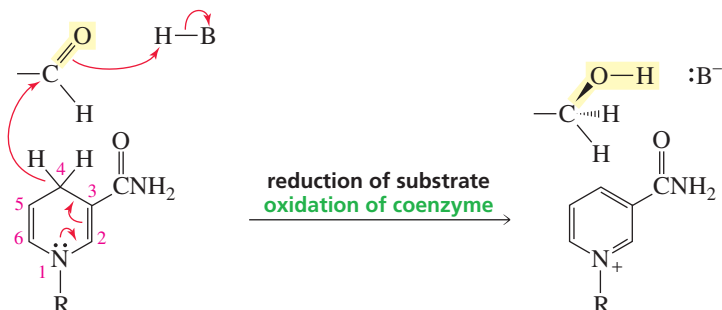 O
H—B
C
H
H 4 H
O
5 3 CNH₂
6 2
1 N
R
reduction of substrate
oxidation of coenzyme
O—H :B⁻
C H
H
O
CNH₂
N
+
R